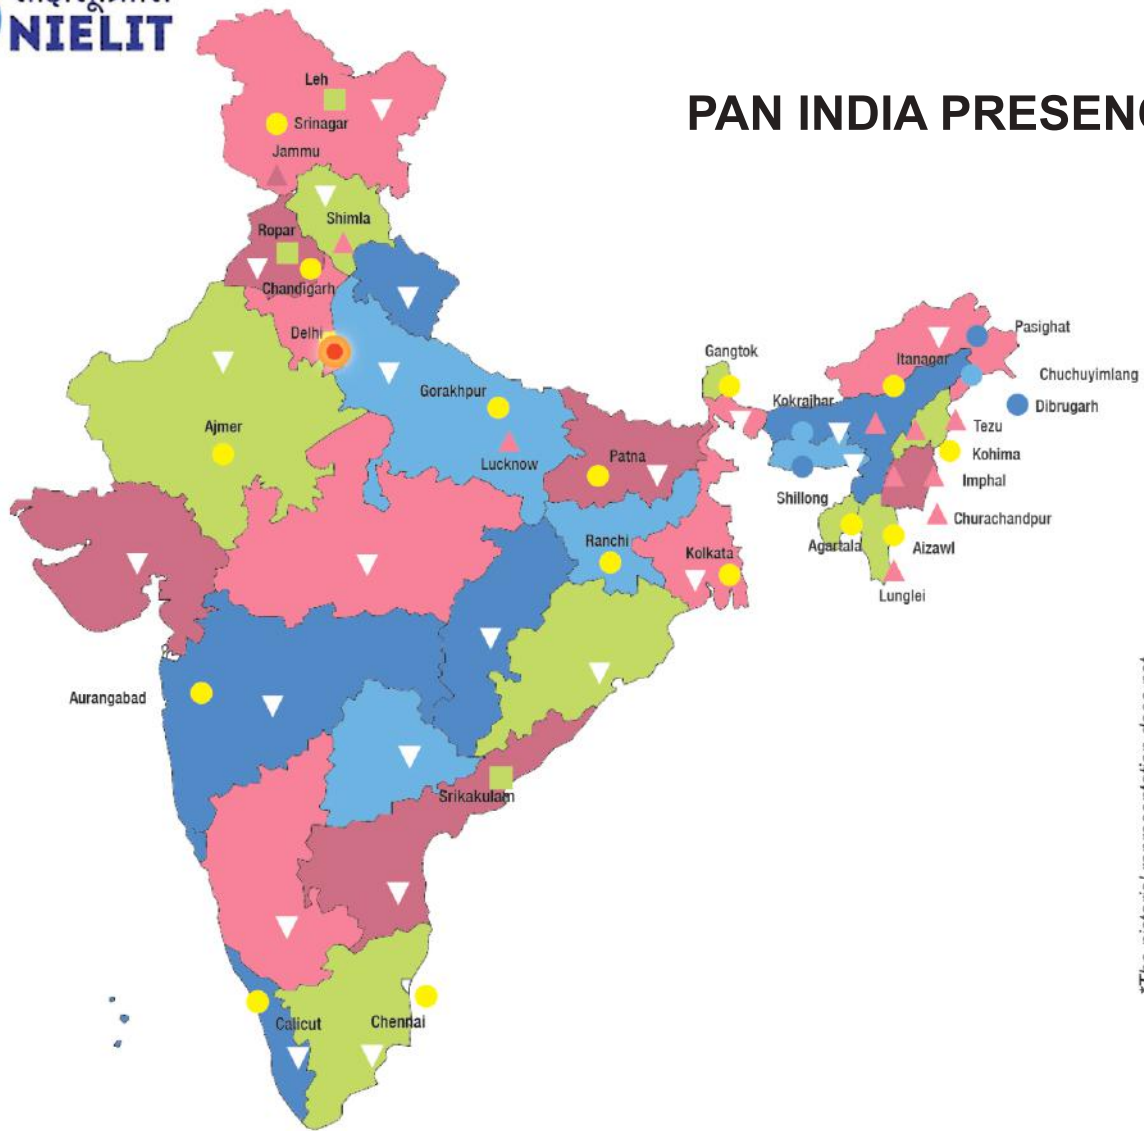 NIELIT
PAN INDIA PRESENC
Leh
Srinagar
Jammu
Shimla
Ropar
Chandigarh
Delhi
Pasighat
Itanagar
Gangtok
Chuchuyimlang
Gorakhpur
Kokrajhar
Dibrugarh
Ajmer
Tezu
Lucknow
Patna
Kohima
Imphal
Shillong
Churachandpur
Ranchi
Kolkata
Agartala
Aizawl
Lunglei
Aurangabad
Srikakulam
Calicut
Chennai